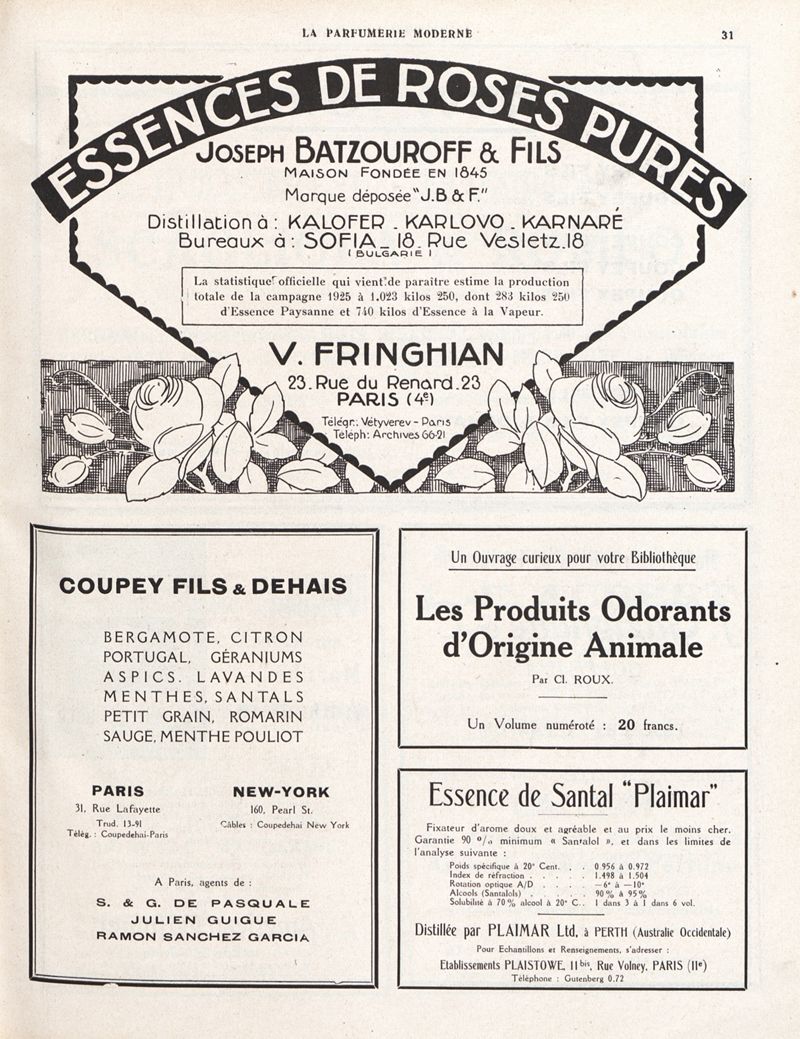 LA PARFUMERIE MODERNE
31
ESSENCES DE ROSES PURES
JOSEPH BATZOUROFF & FILS
MAISON FONDÉE EN 1845
Marque déposée "J.B & F."
Distillation à : KALOFER - KARLOVO - KARNARÉ
Bureaux à : SOFIA - 18. Rue Vesletz. 18
(BULGARIE)
La statistique officielle qui vient de paraitre estime la production
totale de la campagne 1925 à 1.023 kilos 250, dont 283 kilos 250
d'Essence Paysanne et 740 kilos d'Essence à la Vapeur.
V. FRINGHIAN
23. Rue du Renard. 23
PARIS (4e)
Télégr.: Vétyverev - Paris
Teléph: Archives 66-21
COUPEY FILS & DEHAIS
BERGAMOTE, CITRON
PORTUGAL, GÉRANIUMS
ASPICS. LAVANDES
MENTHES, SANTALS
PETIT GRAIN, ROMARIN
SAUGE, MENTHE POULIOT
PARIS
31, Rue Lafayette
Trud. 13-91
Télég. : Coupedehai-Paris
NEW-YORK
160, Pearl St.
Câbles : Coupedehai New York
A Paris, agents de :
S. & G. DE PASQUALE
JULIEN GUIGUE
RAMON SANCHEZ GARCIA
Un Ouvrage curieux pour votre Bibliothèque
Les Produits Odorants
d'Origine Animale
Par Cl. ROUX.
Un Volume numéroté : 20 francs.
Essence de Santal "Plaimar"
Fixateur d'arome doux et agréable et au prix le moins cher.
Garantie 90 % minimum « Santalol », et dans les limites de
l'analyse suivante :
Poids spécifique à 20° Cent. . . 0.956 à 0.972
Index de réfraction . . . . . 1.498 à 1.504
Rotation optique A/D . . . . —6° à —10°
Alcools (Santalols) . . . . . 90 % à 95 %
Solubilité à 70 % alcool à 20° C. . 1 dans 3 à 1 dans 6 vol.
Distillée par PLAIMAR Ltd, à PERTH (Australie Occidentale)
Pour Echantillons et Renseignements, s'adresser :
Etablissements PLAISTOWE, 11 bis, Rue Volney, PARIS (IIe)
Téléphone : Gutenberg 0.72